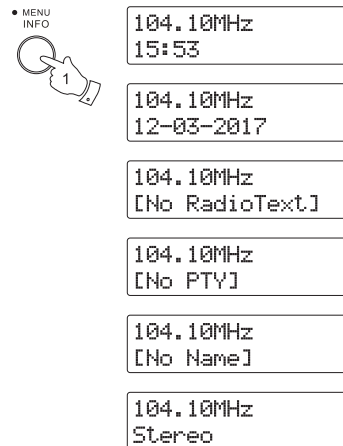 • MENU
INFO
1
104.10MHz
15:53
104.10MHz
12-03-2017
104.10MHz
[No RadioText]
104.10MHz
[No PTY]
104.10MHz
[No Name]
104.10MHz
Stereo